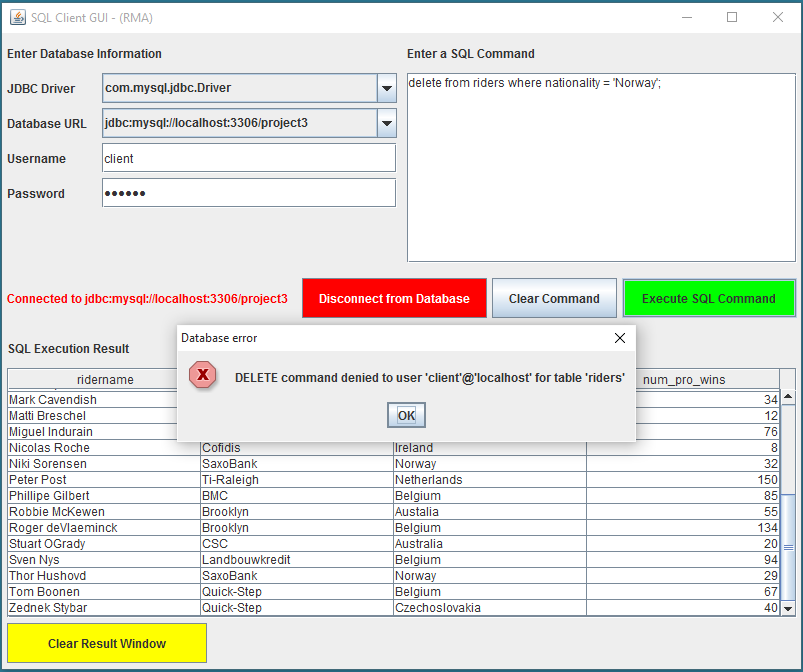 SQL Client GUI - (RMA)
Enter Database Information
Enter a SQL Command
JDBC Driver com.mysql.jdbc.Driver
delete from riders where nationality = 'Norway';
Database URL jdbc:mysql://localhost:3306/project3
Username client
Password ••••••
Connected to jdbc:mysql://localhost:3306/project3
Disconnect from Database
Clear Command
Execute SQL Command
SQL Execution Result
Database error
DELETE command denied to user 'client'@'localhost' for table 'riders'
OK
ridername num_pro_wins
Mark Cavendish 34
Matti Breschel 12
Miguel Indurain 76
Nicolas Roche Cofidis Ireland 8
Niki Sorensen SaxoBank Norway 32
Peter Post Ti-Raleigh Netherlands 150
Phillipe Gilbert BMC Belgium 85
Robbie McKewen Brooklyn Austalia 55
Roger deVlaeminck Brooklyn Belgium 134
Stuart OGrady CSC Australia 20
Sven Nys Landbouwkredit Belgium 94
Thor Hushovd SaxoBank Norway 29
Tom Boonen Quick-Step Belgium 67
Zednek Stybar Quick-Step Czechoslovakia 40
Clear Result Window